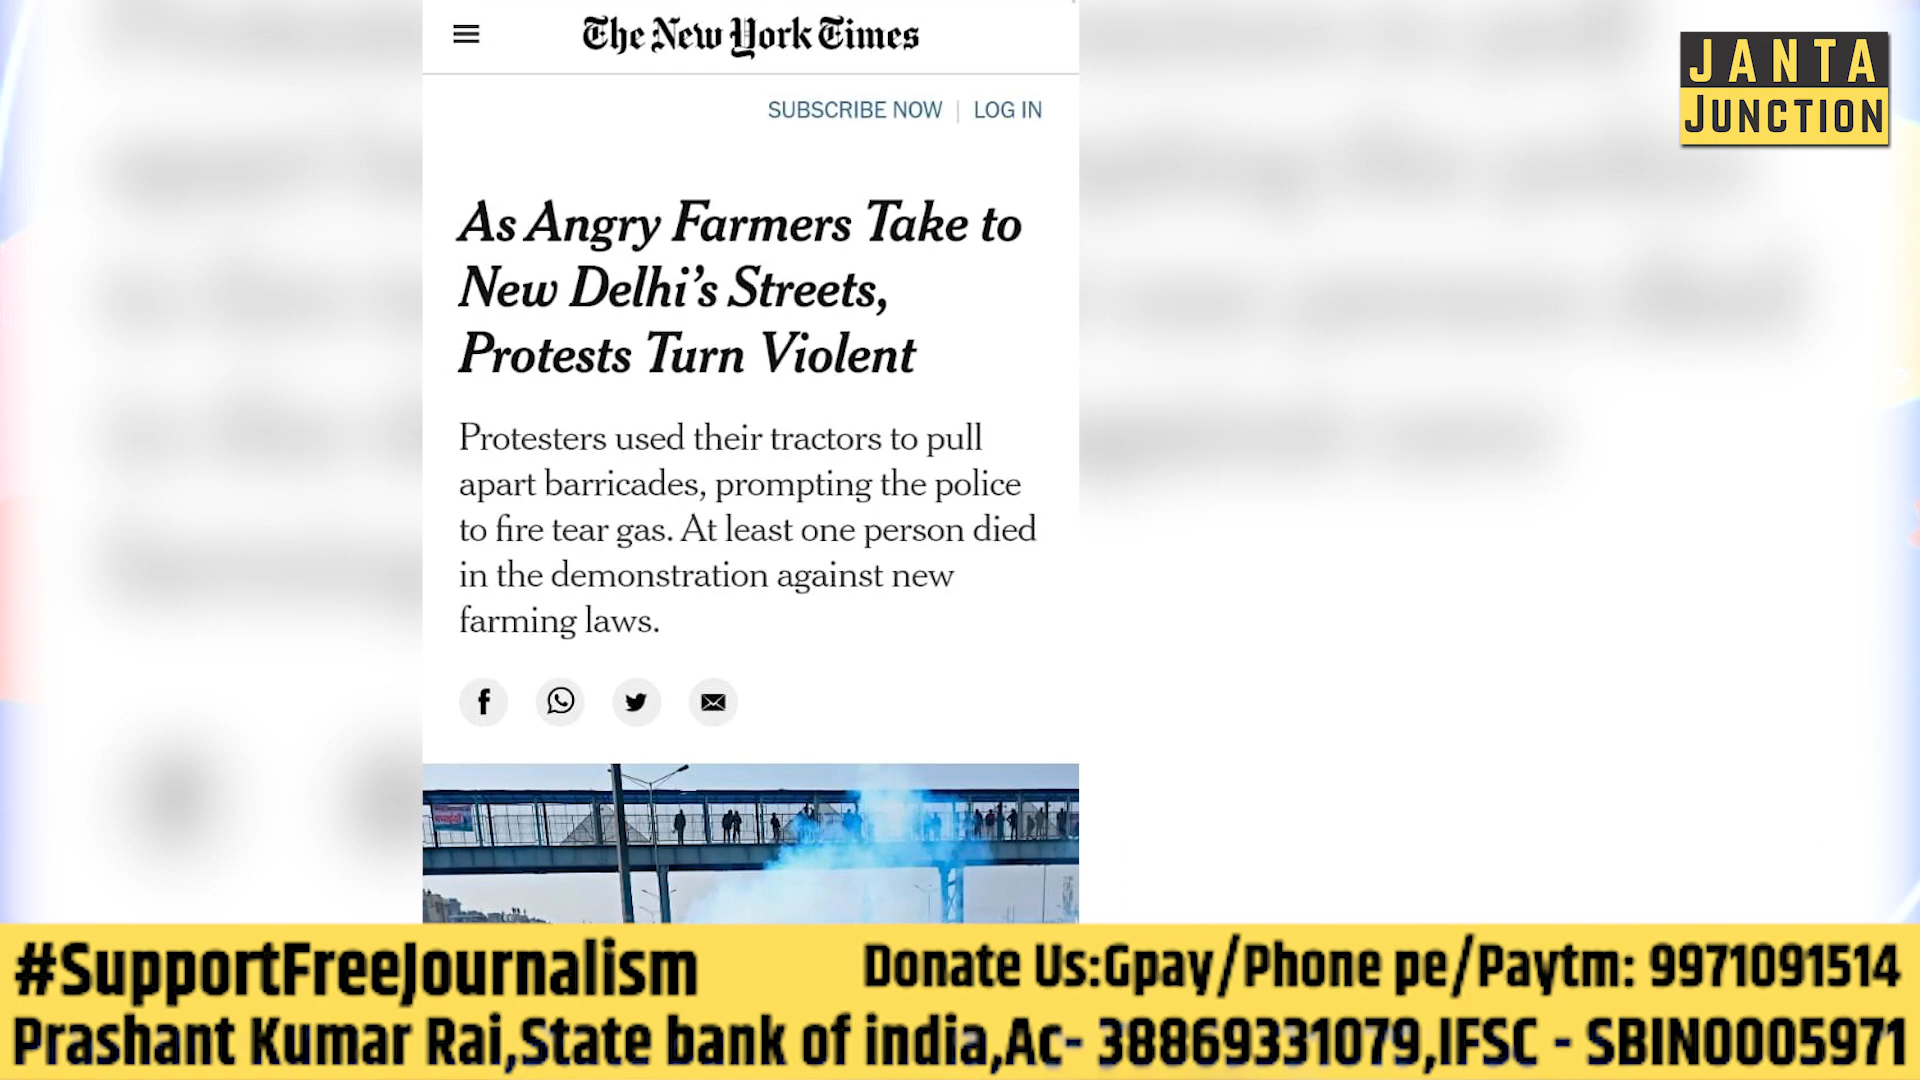 The New York Times
JANTA
JUNCTION
SUBSCRIBE NOW | LOG IN
As Angry Farmers Take to
New Delhi’s Streets,
Protests Turn Violent
Protesters used their tractors to pull
apart barricades, prompting the police
to fire tear gas. At least one person died
in the demonstration against new
farming laws.
#SupportFreeJournalism
Donate Us:Gpay/Phone pe/Paytm: 9971091514
Prashant Kumar Rai,State bank of india,Ac- 38869331079,IFSC - SBIN0005971